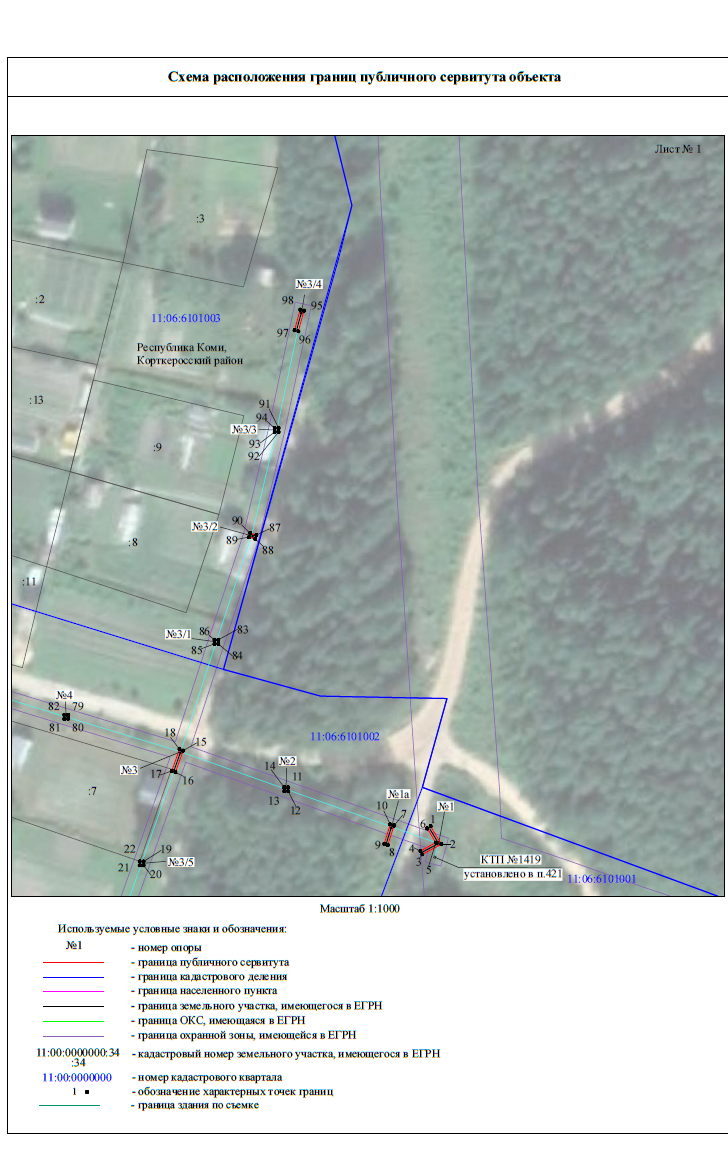 Схема расположения границ публичного сервитута объекта
Лист № 1
:3
:2
№3/4
98 95
11:06:6101003
97 96
Республика Коми,
Корткеросский район
:13
91
94
№3/3
93
92
:9
№3/2
90 87
89 88
:8
:11
№3/1
86 83
85 84
№4
82 79
81 80
11:06:6101002
18 15
№3
17 16
№2
14 11
13 12
:7
№1а
10 7
9 8
№1
6 1
4 2
3
5
КТП №1419
установлено в п.421
11:06:6101001
22 19
№3/5
21 20
Масштаб 1:1000
Используемые условные знаки и обозначения:
№1 - номер опоры
- граница публичного сервитута
- граница кадастрового деления
- граница населенного пункта
- граница земельного участка, имеющегося в ЕГРН
- граница ОКС, имеющаяся в ЕГРН
- граница охранной зоны, имеющейся в ЕГРН
11:00:0000000:34 - кадастровый номер земельного участка, имеющегося в ЕГРН
:34
11:00:0000000 - номер кадастрового квартала
1 - обозначение характерных точек границ
- граница здания по съемке